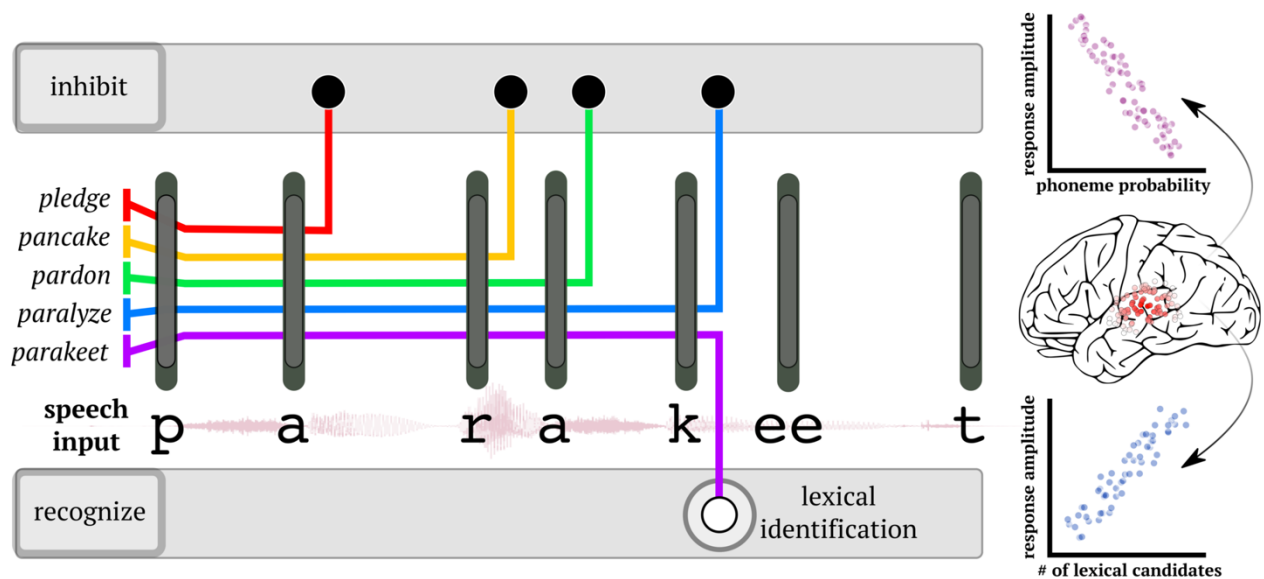 inhibit
pledge
pancake
pardon
paralyze
parakeet
speech
input
p a r a k ee t
recognize
lexical
identification
response amplitude
phoneme probability
response amplitude
# of lexical candidates